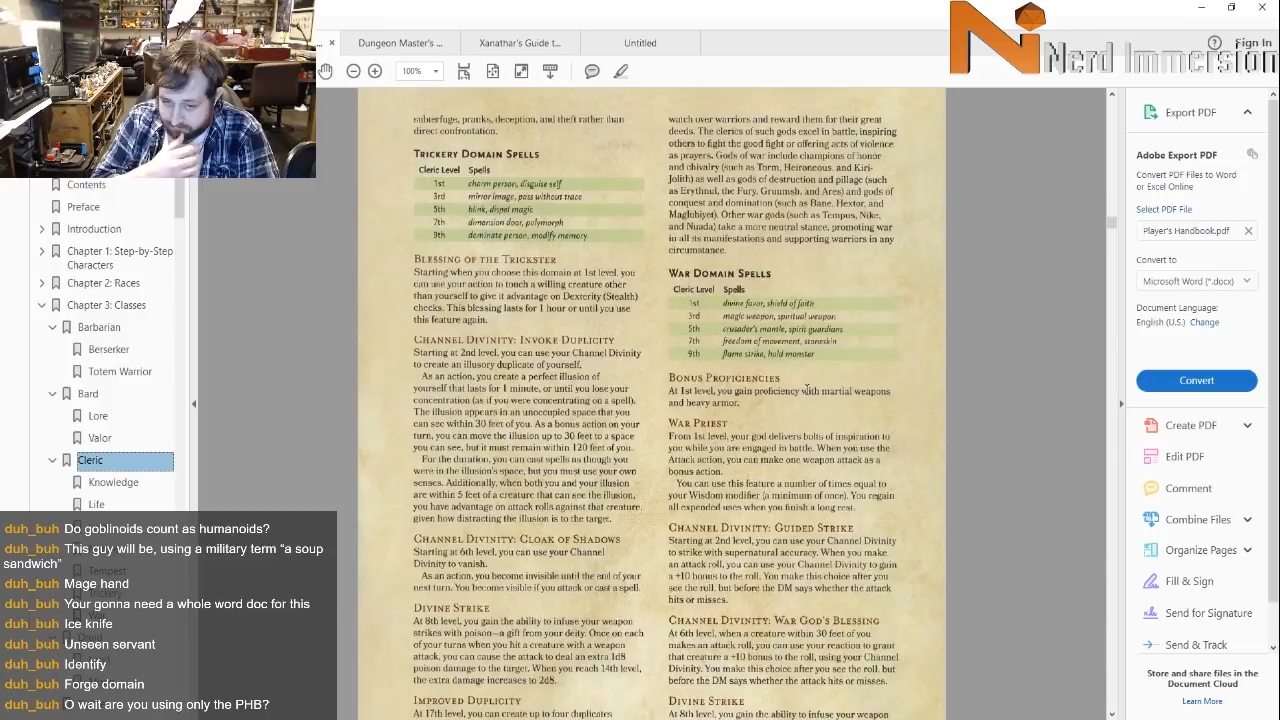 Dungeon Master's ...
Xanathar's Guide t...
Untitled
Nerd Immersion
Sign In
100%
Contents
Preface
Introduction
Chapter 1: Step-by-Step
Characters
Chapter 2: Races
Chapter 3: Classes
Barbarian
Berserker
Totem Warrior
Bard
Lore
Valor
Cleric
Knowledge
Life
Tempest
Trickery
Druid
duh_buh Do goblinoids count as humanoids?
duh_buh This guy will be, using a military term “a soup
sandwich”
duh_buh Mage hand
duh_buh Your gonna need a whole word doc for this
duh_buh Ice knife
duh_buh Unseen servant
duh_buh Identify
duh_buh Forge domain
duh_buh O wait are you using only the PHB?
subterfuge, pranks, deception, and theft rather than
direct confrontation.
Trickery Domain Spells
Cleric Level Spells
1st charm person, disguise self
3rd mirror image, pass without trace
5th blink, dispel magic
7th dimension door, polymorph
9th dominate person, modify memory
Blessing of the Trickster
Starting when you choose this domain at 1st level, you
can use your action to touch a willing creature other
than yourself to give it advantage on Dexterity (Stealth)
checks. This blessing lasts for 1 hour or until you use
this feature again.
Channel Divinity: Invoke Duplicity
Starting at 2nd level, you can use your Channel Divinity
to create an illusory duplicate of yourself.
As an action, you create a perfect illusion of
yourself that lasts for 1 minute, or until you lose your
concentration (as if you were concentrating on a spell).
The illusion appears in an unoccupied space that you
can see within 30 feet of you. As a bonus action on your
turn, you can move the illusion up to 30 feet to a space
you can see, but it must remain within 120 feet of you.
For the duration, you can cast spells as though you
were in the illusion's space, but you must use your own
senses. Additionally, when both you and your illusion
are within 5 feet of a creature that can see the illusion,
you have advantage on attack rolls against that creature,
given how distracting the illusion is to the target.
Channel Divinity: Cloak of Shadows
Starting at 6th level, you can use your Channel
Divinity to vanish.
As an action, you become invisible until the end of your
next turn. You become visible if you attack or cast a spell.
Divine Strike
At 8th level, you gain the ability to infuse your weapon
strikes with poison—a gift from your deity. Once on each
of your turns when you hit a creature with a weapon
attack, you can cause the attack to deal an extra 1d8
poison damage to the target. When you reach 14th level,
the extra damage increases to 2d8.
Improved Duplicity
At 17th level, you can create up to four duplicates
watch over warriors and reward them for their great
deeds. The clerics of such gods excel in battle, inspiring
others to fight the good fight or offering acts of violence
as prayers. Gods of war include champions of honor
and chivalry (such as Torm, Heironeous, and Kiri-
Jolith) as well as gods of destruction and pillage (such
as Erythnul, the Fury, Gruumsh, and Ares) and gods of
conquest and domination (such as Bane, Hextor, and
Maglubiyet). Other war gods (such as Tempus, Nike,
and Nuada) take a more neutral stance, promoting war
in all its manifestations and supporting warriors in any
circumstance.
War Domain Spells
Cleric Level Spells
1st divine favor, shield of faith
3rd magic weapon, spiritual weapon
5th crusader's mantle, spirit guardians
7th freedom of movement, stoneskin
9th flame strike, hold monster
Bonus Proficiencies
At 1st level, you gain proficiency with martial weapons
and heavy armor.
War Priest
From 1st level, your god delivers bolts of inspiration to
you while you are engaged in battle. When you use the
Attack action, you can make one weapon attack as a
bonus action.
You can use this feature a number of times equal to
your Wisdom modifier (a minimum of once). You regain
all expended uses when you finish a long rest.
Channel Divinity: Guided Strike
Starting at 2nd level, you can use your Channel Divinity
to strike with supernatural accuracy. When you make
an attack roll, you can use your Channel Divinity to gain
a +10 bonus to the roll. You make this choice after you
see the roll, but before the DM says whether the attack
hits or misses.
Channel Divinity: War God's Blessing
At 6th level, when a creature within 30 feet of you
makes an attack roll, you can use your reaction to grant
that creature a +10 bonus to the roll, using your Channel
Divinity. You make this choice after you see the roll, but
before the DM says whether the attack hits or misses.
Divine Strike
At 8th level, you gain the ability to infuse your weapon
Export PDF
Adobe Export PDF
Convert PDF Files to Word
or Excel Online
Select PDF File
Player's Handbook.pdf
Convert to
Microsoft Word (*.docx)
Document Language:
English (U.S.) Change
Convert
Create PDF
Edit PDF
Comment
Combine Files
Organize Pages
Fill & Sign
Send for Signature
Send & Track
Store and share files in the
Document Cloud
Learn More